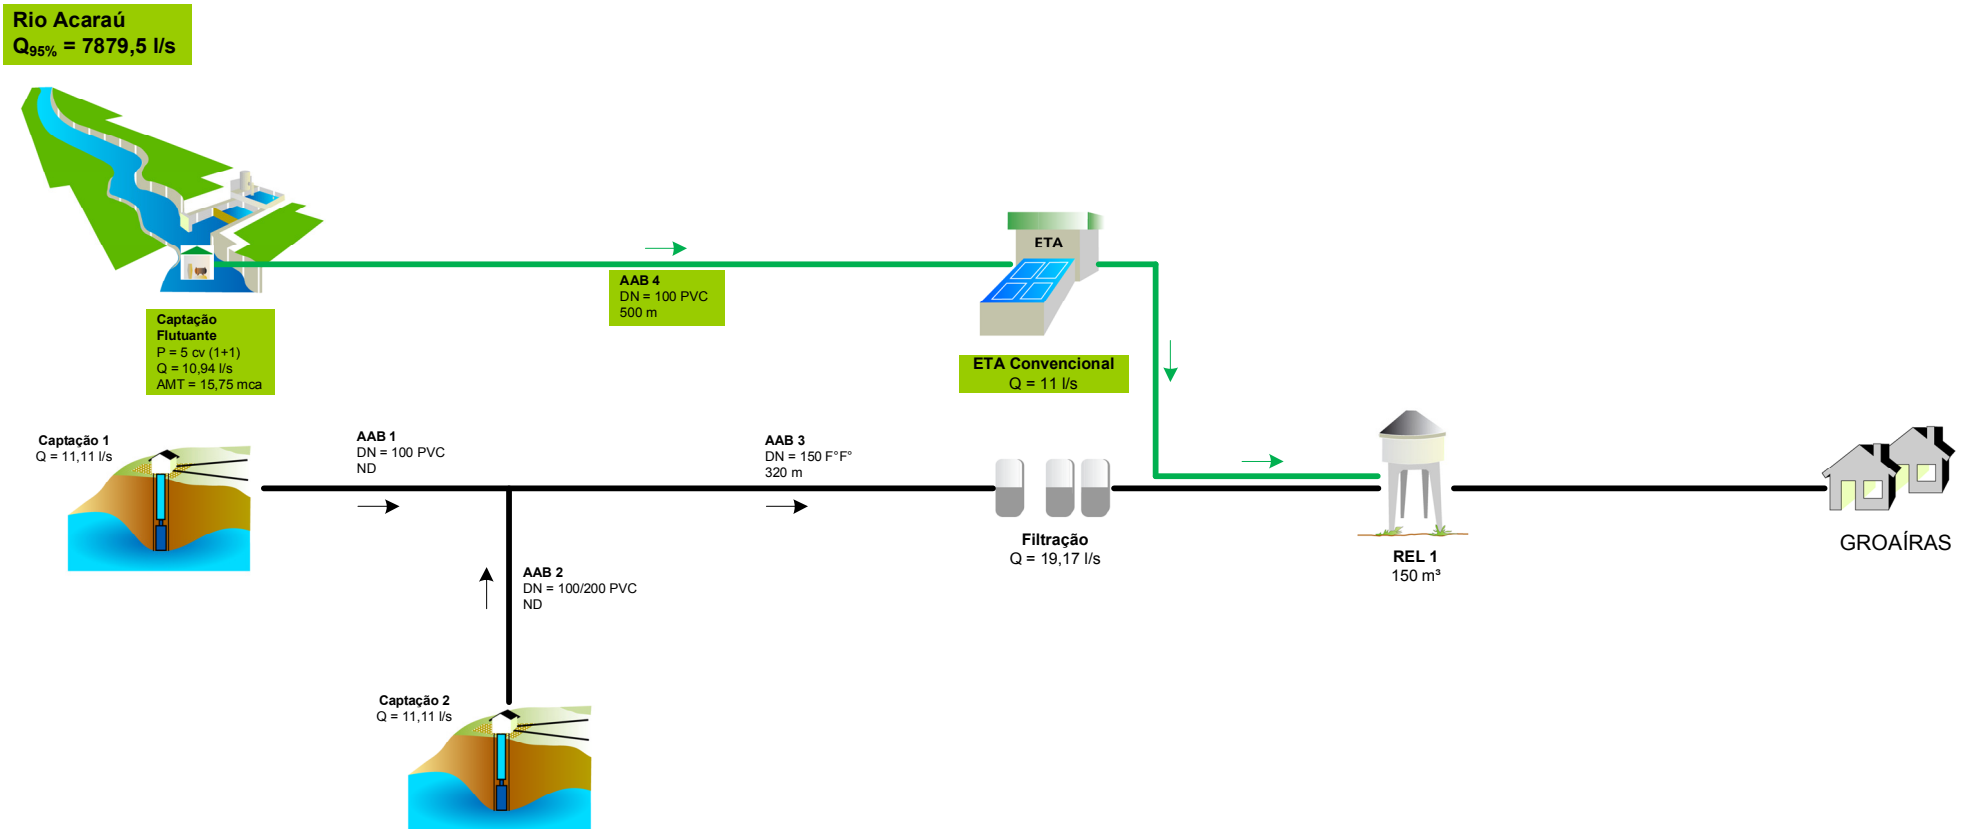 Rio Acaraú
Q95% = 7879,5 l/s
ETA
AAB 4
DN = 100 PVC
500 m
Captação
Flutuante
P = 5 cv (1+1)
Q = 10,94 l/s
AMT = 15,75 mca
ETA Convencional
Q = 11 l/s
Captação 1
Q = 11,11 l/s
AAB 1
DN = 100 PVC
ND
AAB 3
DN = 150 F°F°
320 m
Filtração
Q = 19,17 l/s
REL 1
150 m³
GROAÍRAS
AAB 2
DN = 100/200 PVC
ND
Captação 2
Q = 11,11 l/s